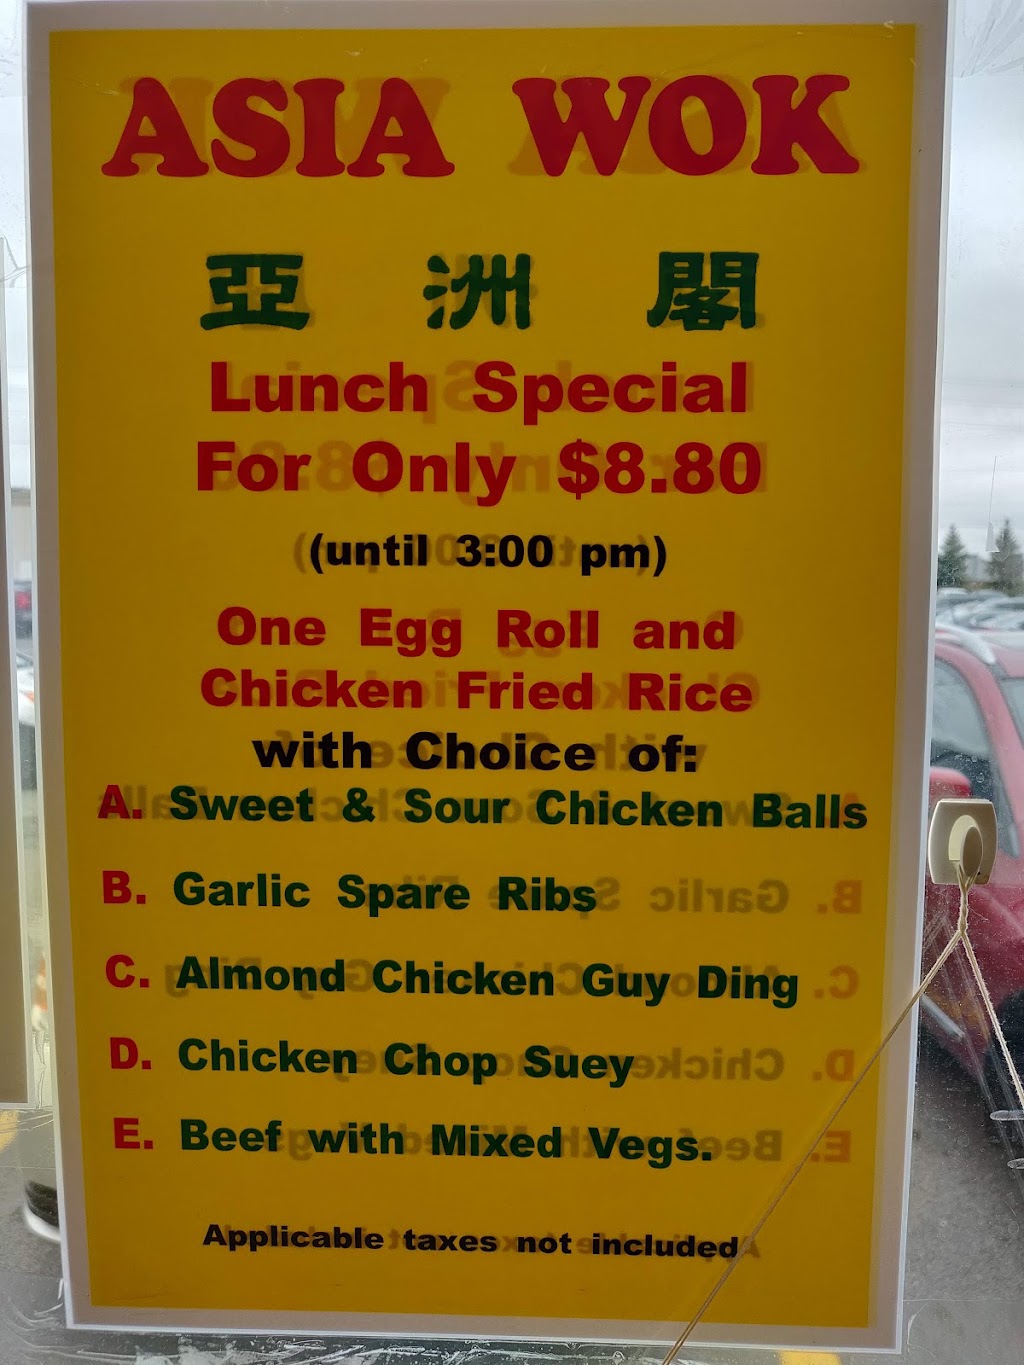 ASIA WOK
亞洲閣
Lunch Special
For Only $8.80
(until 3:00 pm)
One Egg Roll and
Chicken Fried Rice
with Choice of:
A. Sweet & Sour Chicken Balls
B. Garlic Spare Ribs
C. Almond Chicken Guy Ding
D. Chicken Chop Suey
E. Beef with Mixed Vegs.
Applicable taxes not included